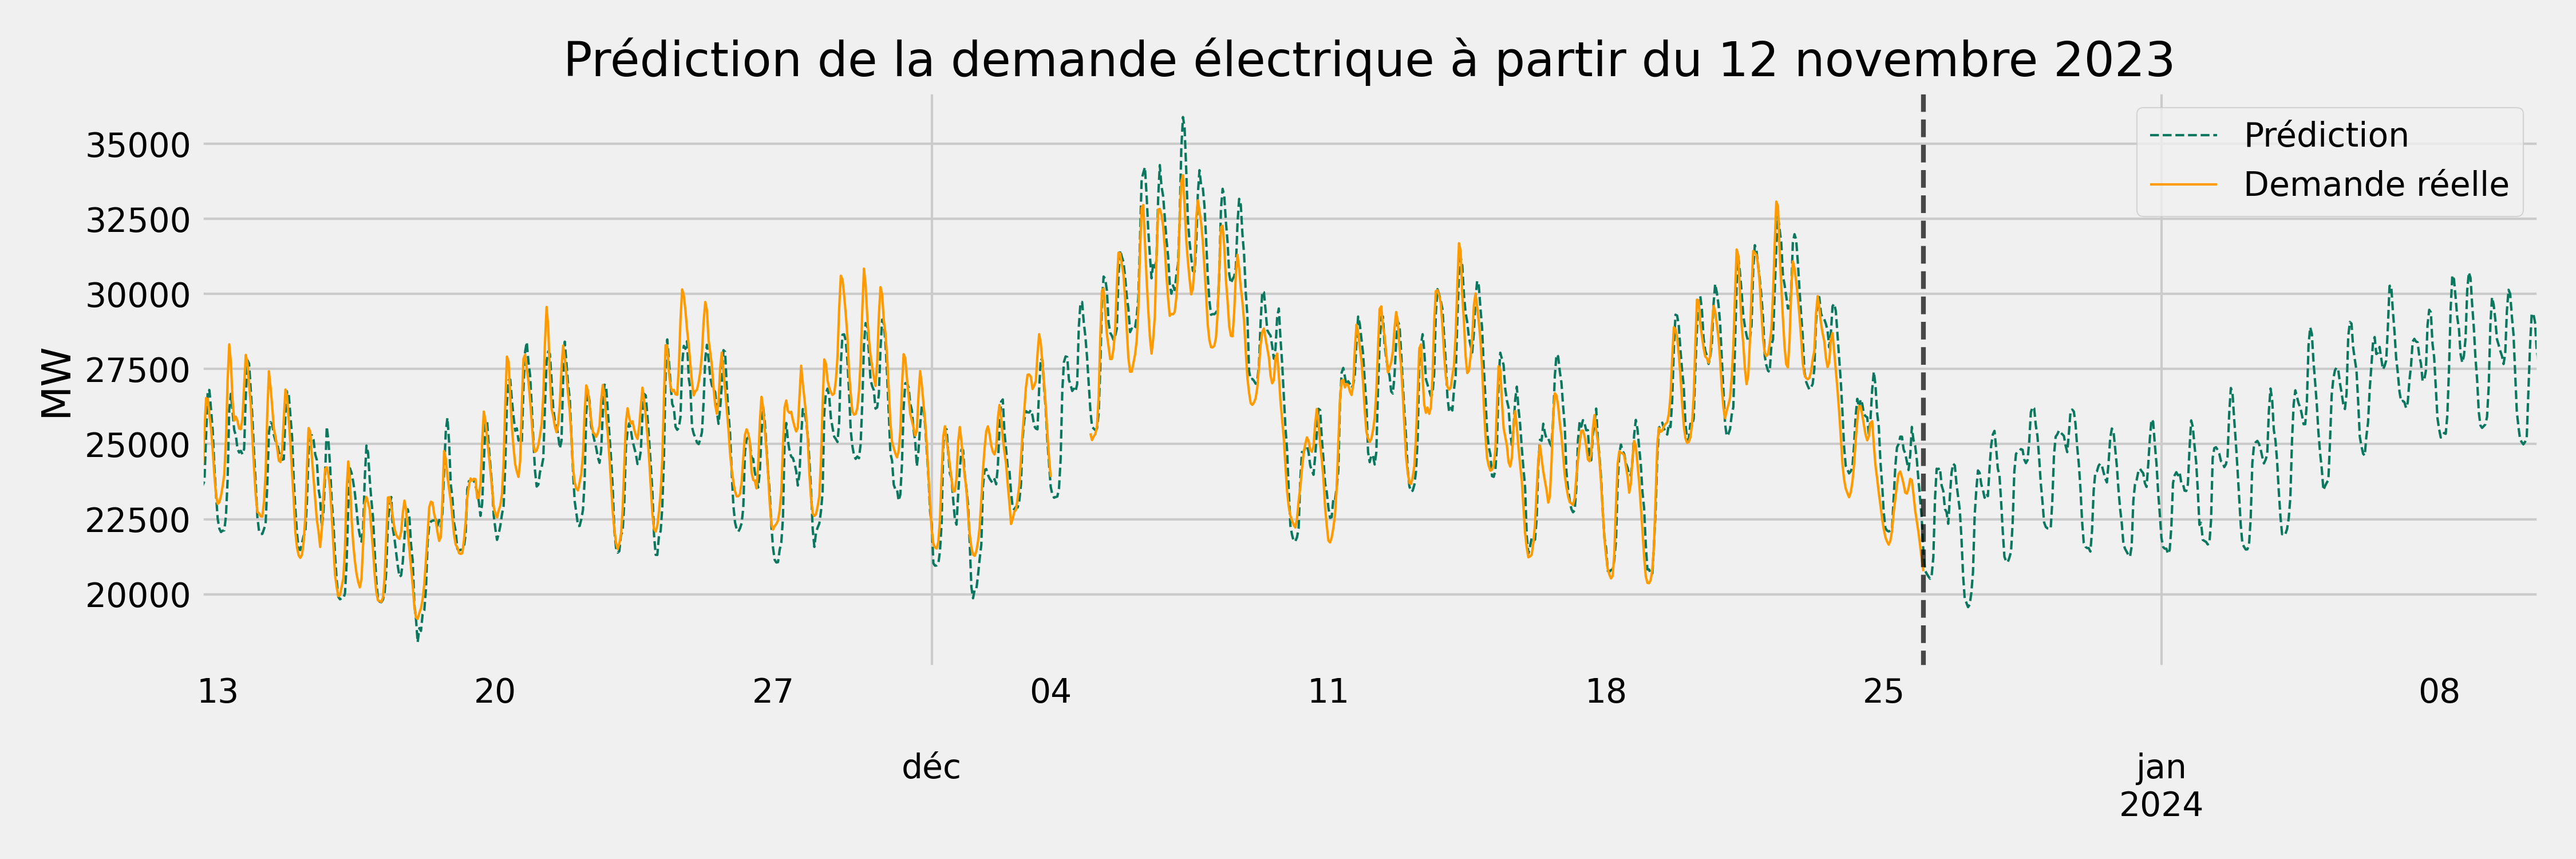 Prédiction de la demande électrique à partir du 12 novembre 2023
Prédiction
Demande réelle
MW
35000
32500
30000
27500
25000
22500
20000
13 20 27 04 11 18 25 08
déc jan
2024